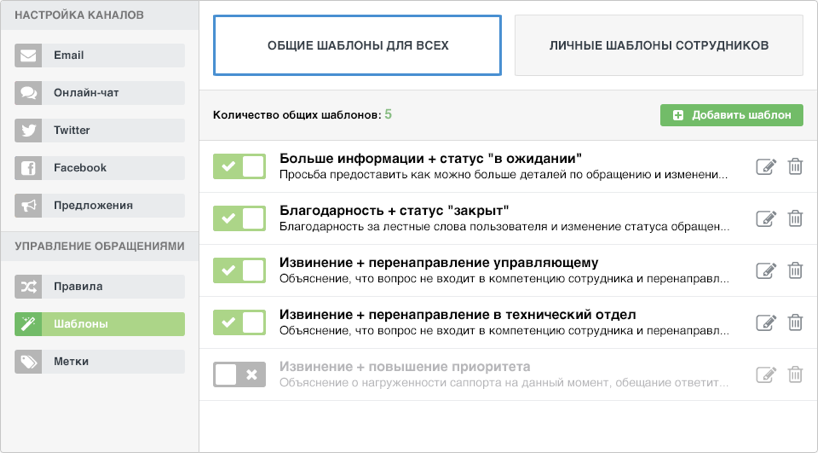 НАСТРОЙКА КАНАЛОВ
Email
Онлайн-чат
Twitter
Facebook
Предложения
УПРАВЛЕНИЕ ОБРАЩЕНИЯМИ
Правила
Шаблоны
Метки
ОБЩИЕ ШАБЛОНЫ ДЛЯ ВСЕХ
ЛИЧНЫЕ ШАБЛОНЫ СОТРУДНИКОВ
Количество общих шаблонов: 5
Добавить шаблон
Больше информации + статус "в ожидании"
Просьба предоставить как можно больше деталей по обращению и изменени...
Благодарность + статус "закрыт"
Благодарность за лестные слова пользователя и изменение статуса обращен...
Извинение + перенаправление управляющему
Объяснение, что вопрос не входит в компетенцию сотрудника и перенаправл...
Извинение + перенаправление в технический отдел
Объяснение, что вопрос не входит в компетенцию сотрудника и перенаправл...
Извинение + повышение приоритета
Объяснение о нагруженности саппорта на данный момент, обещание ответит...